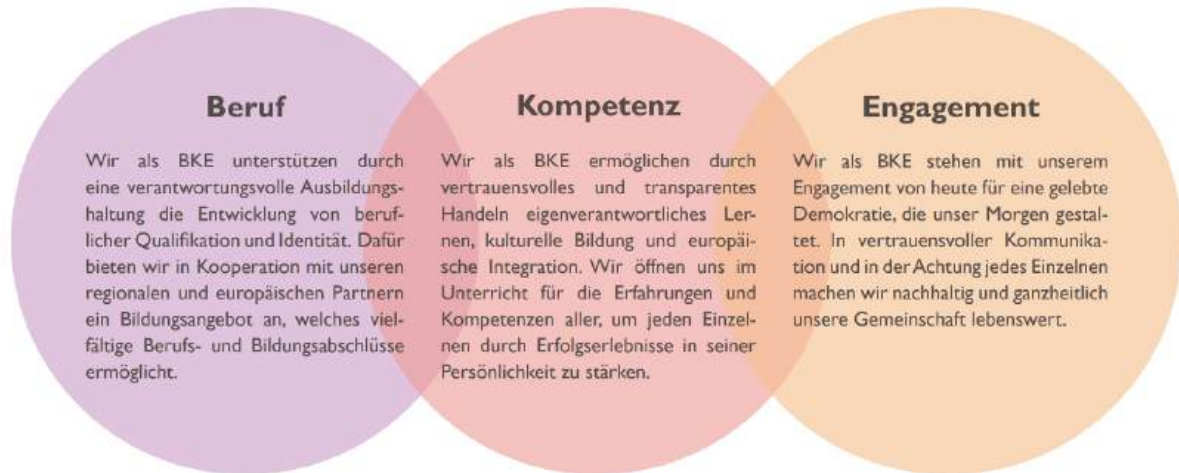 Beruf
Wir als BKE unterstützen durch
eine verantwortungsvolle Ausbildungs-
haltung die Entwicklung von beruf-
licher Qualifikation und Identität. Dafür
bieten wir in Kooperation mit unseren
regionalen und europäischen Partnern
ein Bildungsangebot an, welches viel-
fältige Berufs- und Bildungsabschlüsse
ermöglicht.
Kompetenz
Wir als BKE ermöglichen durch
vertrauensvolles und transparentes
Handeln eigenverantwortliches Ler-
nen, kulturelle Bildung und europäi-
sche Integration. Wir öffnen uns im
Unterricht für die Erfahrungen und
Kompetenzen aller, um jeden Einzel-
nen durch Erfolgserlebnisse in seiner
Persönlichkeit zu stärken.
Engagement
Wir als BKE stehen mit unserem
Engagement von heute für eine gelebte
Demokratie, die unser Morgen gestal-
tet. In vertrauensvoller Kommunika-
tion und in der Achtung jedes Einzelnen
machen wir nachhaltig und ganzheitlich
unsere Gemeinschaft lebenswert.